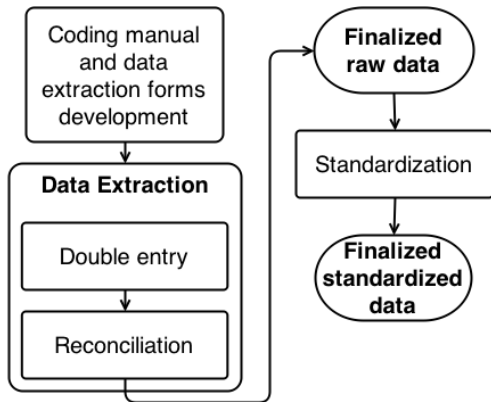 Coding manual
and data
extraction forms
development
Data Extraction
Double entry
Reconciliation
Finalized
raw data
Standardization
Finalized
standardized
data